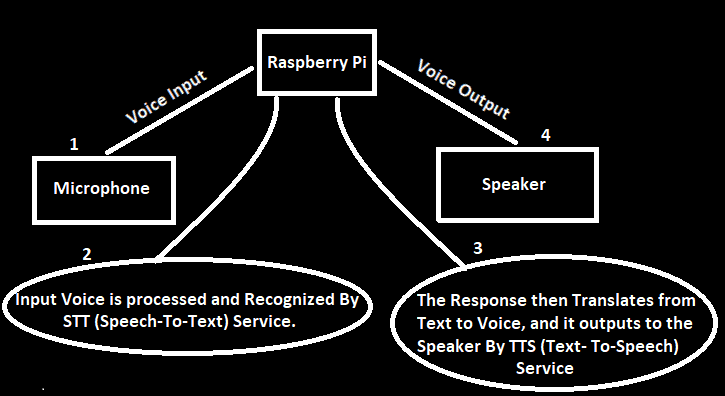 Raspberry Pi
Voice Input
Voice Output
1
Microphone
4
Speaker
2
Input Voice is processed and Recognized By
STT (Speech-To-Text) Service.
3
The Response then Translates from
Text to Voice, and it outputs to the
Speaker By TTS (Text- To-Speech)
Service